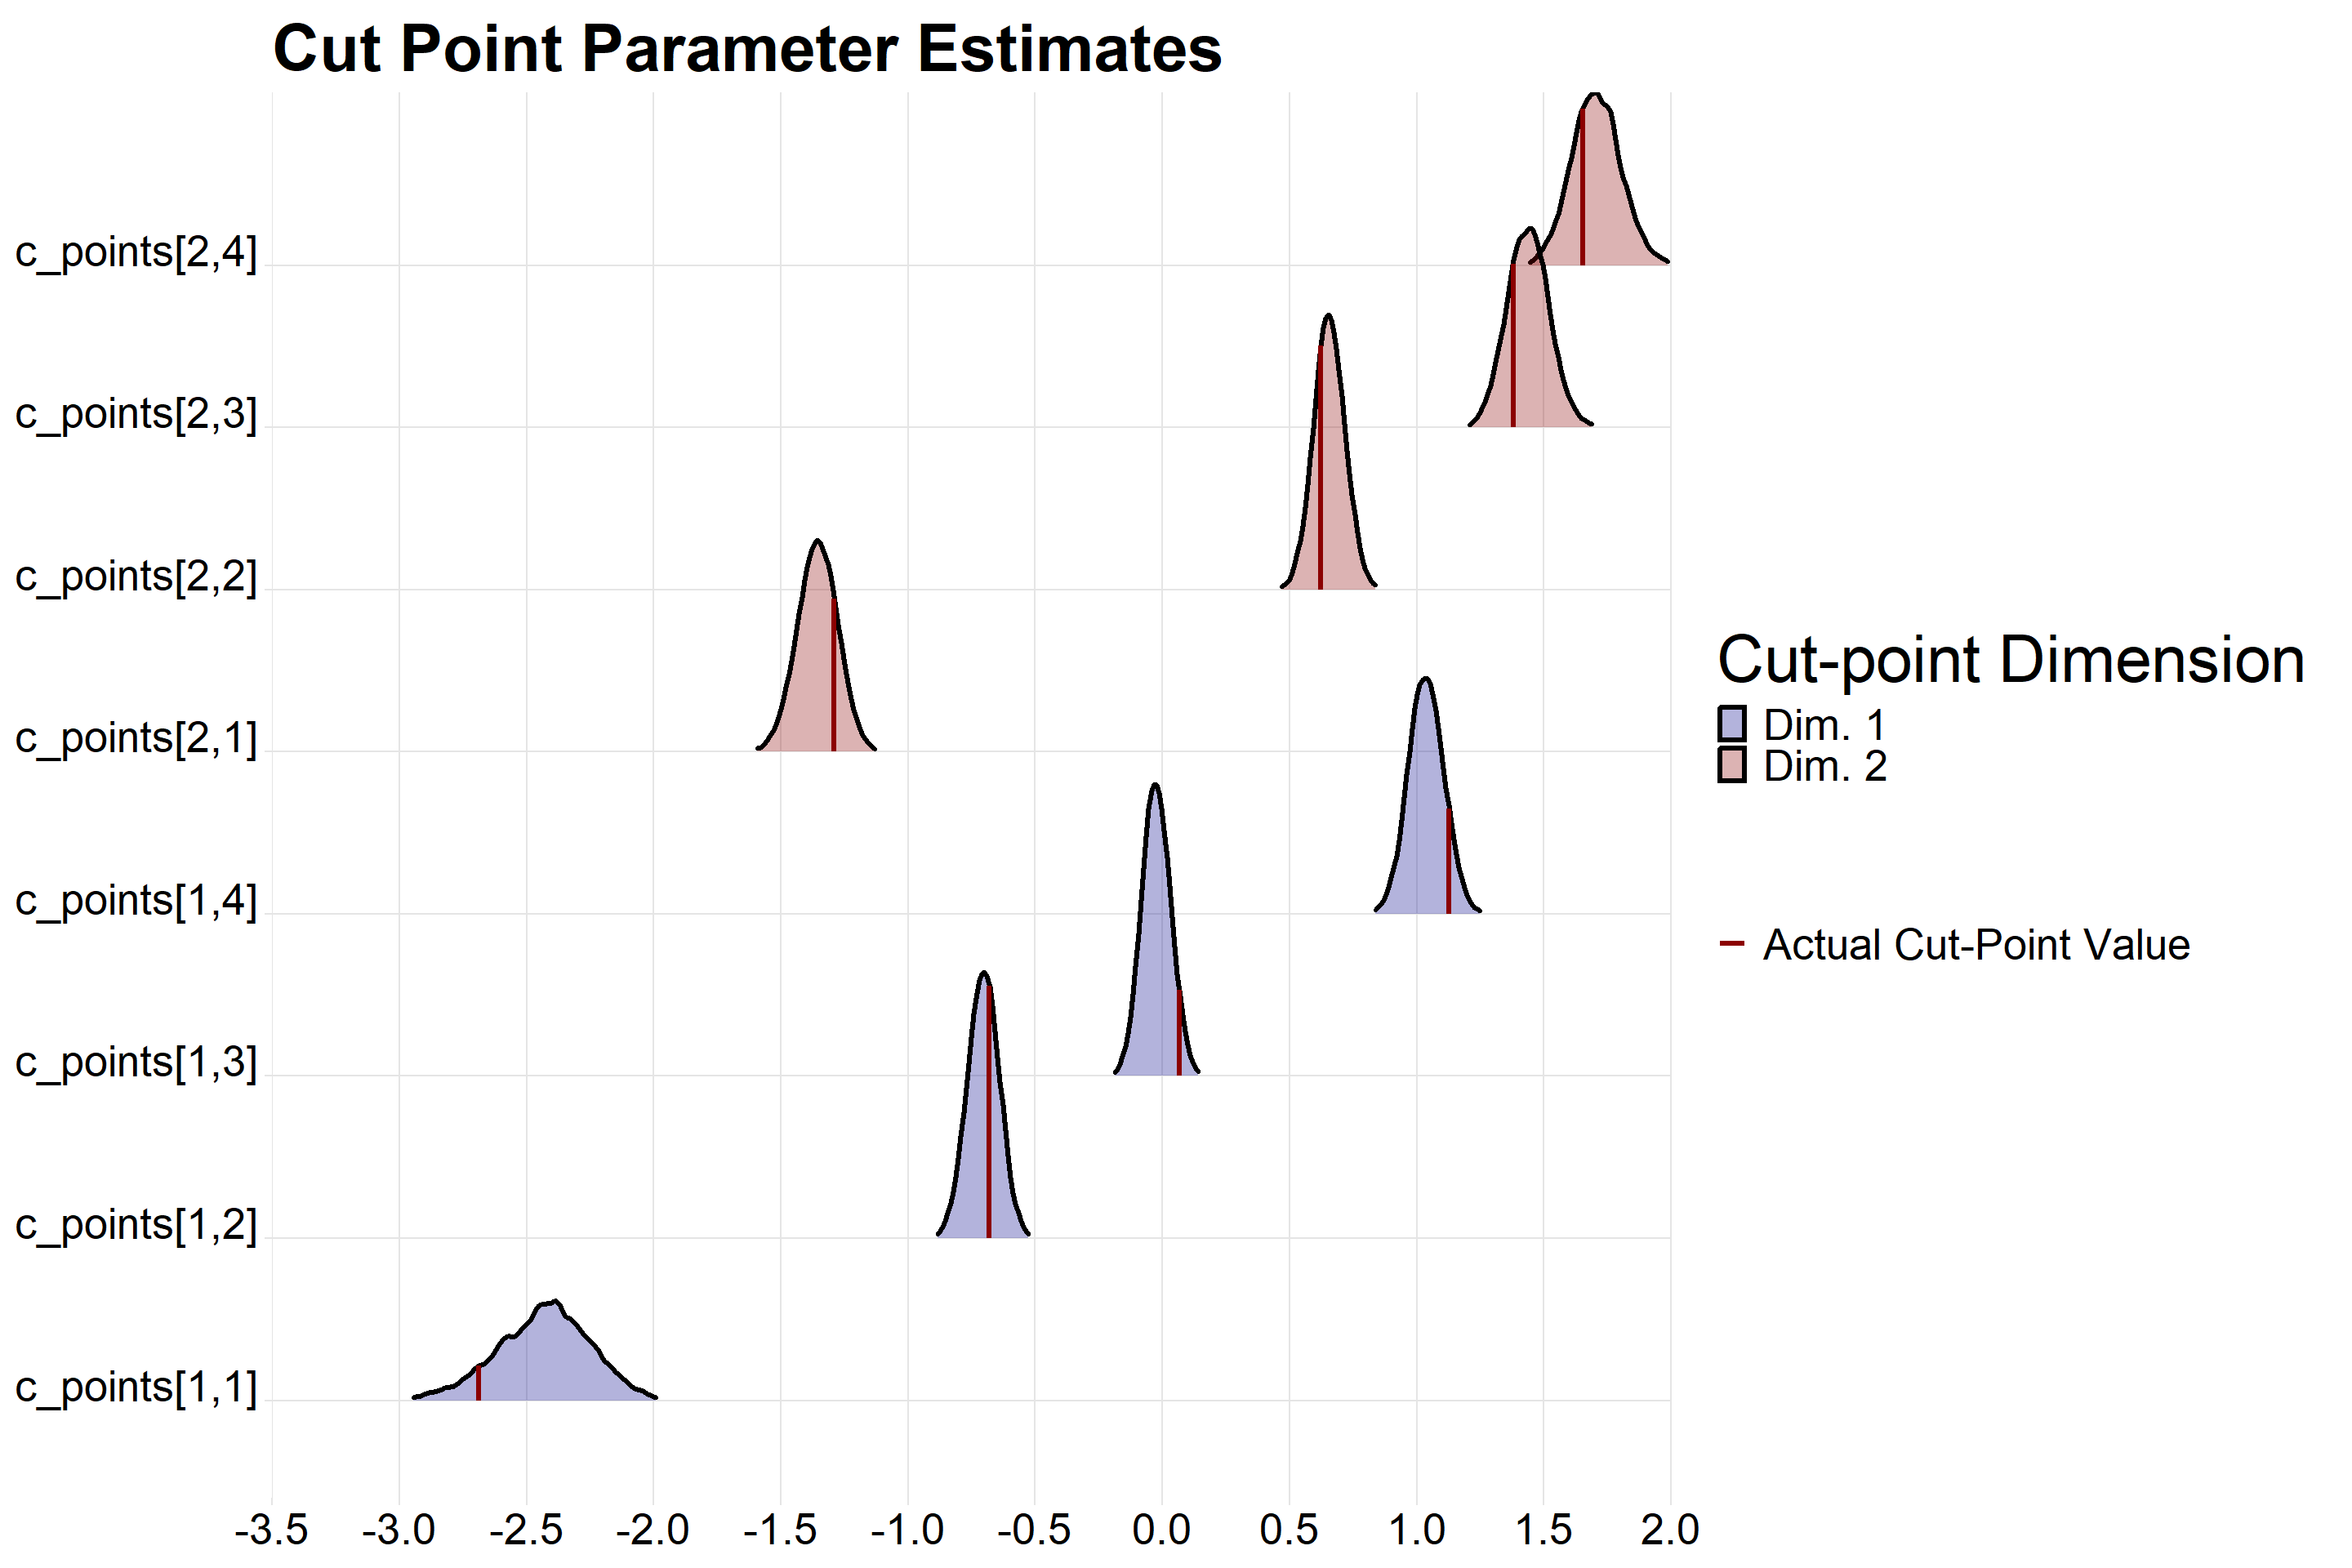 Cut Point Parameter Estimates
c_points[2,4]
c_points[2,3]
c_points[2,2]
c_points[2,1]
c_points[1,4]
c_points[1,3]
c_points[1,2]
c_points[1,1]
-3.5 -3.0 -2.5 -2.0 -1.5 -1.0 -0.5 0.0 0.5 1.0 1.5 2.0
Cut-point Dimension
Dim. 1
Dim. 2
Actual Cut-Point Value